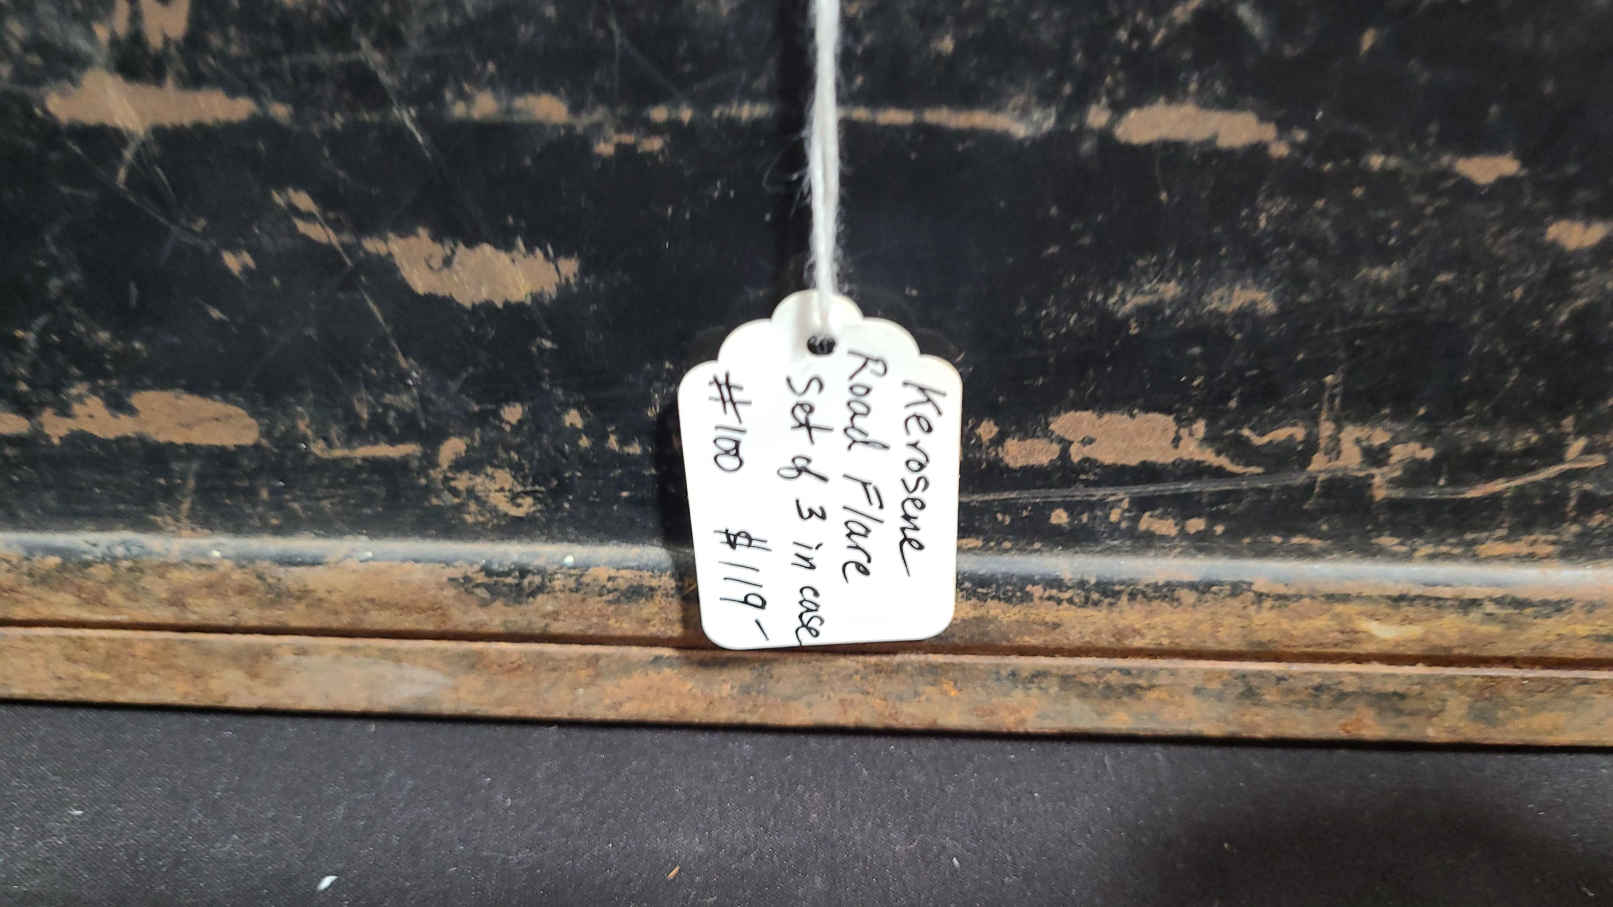 Kerosene
Road Flare
Set of 3 in case
#100 $119-